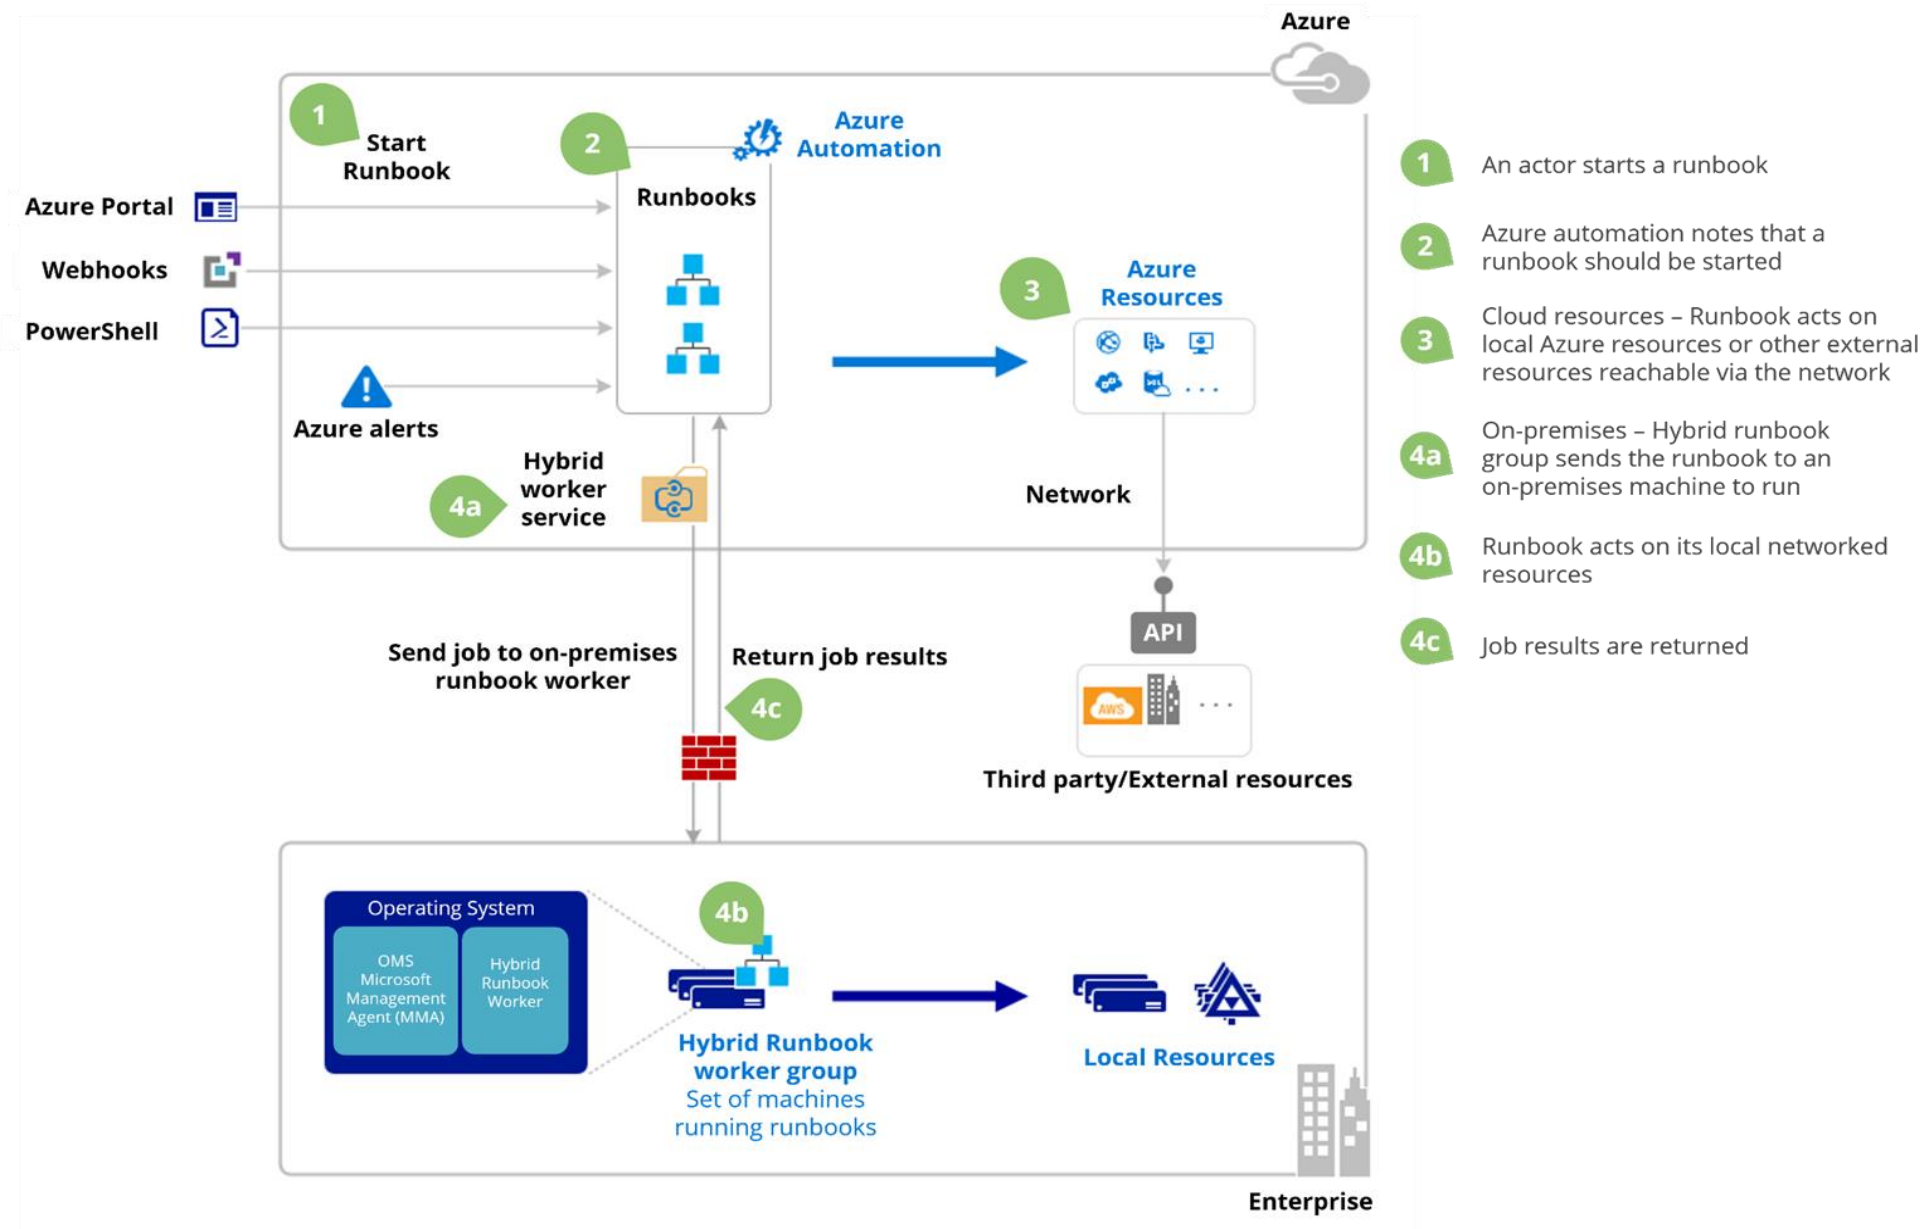 Azure
1
Start
Runbook
2
Azure
Automation
Runbooks
Azure Portal
Webhooks
PowerShell
Azure alerts
3
Azure
Resources
. . .
4a
Hybrid
worker
service
Network
API
AWS
. . .
Third party/External resources
Send job to on-premises
runbook worker
Return job results
4c
Operating System
OMS
Microsoft
Management
Agent (MMA)
Hybrid
Runbook
Worker
4b
Hybrid Runbook
worker group
Set of machines
running runbooks
Local Resources
Enterprise
1
An actor starts a runbook
2
Azure automation notes that a
runbook should be started
3
Cloud resources – Runbook acts on
local Azure resources or other external
resources reachable via the network
4a
On-premises – Hybrid runbook
group sends the runbook to an
on-premises machine to run
4b
Runbook acts on its local networked
resources
4c
Job results are returned